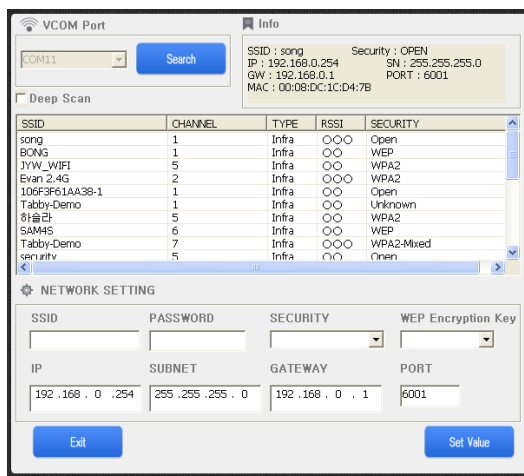 VCOM Port
Info
COM11
Search
SSID : song Security : OPEN
IP : 192.168.0.254 SN : 255.255.255.0
GW : 192.168.0.1 PORT : 6001
MAC : 00:08:DC:1C:D4:7B
Deep Scan
SSID CHANNEL TYPE RSSI SECURITY
song 1 Infra ○○○ Open
BONG 1 Infra ○○ WEP
JYW_WIFI 5 Infra ○○ WPA2
Evan 2.4G 2 Infra ○○○ WPA2
106F3F61AA38-1 1 Infra ○○ Open
Tabby-Demo 1 Infra ○○ Unknown
하슬라 5 Infra ○○ WPA2
SAM4S 6 Infra ○○ WEP
Tabby-Demo 7 Infra ○○○ WPA2-Mixed
security 5 Infra ○○ Open
NETWORK SETTING
SSID PASSWORD SECURITY WEP Encryption Key
IP SUBNET GATEWAY PORT
192 .168 . 0 .254 255 .255 .255 . 0 192 .168 . 0 . 1 6001
Exit Set Value